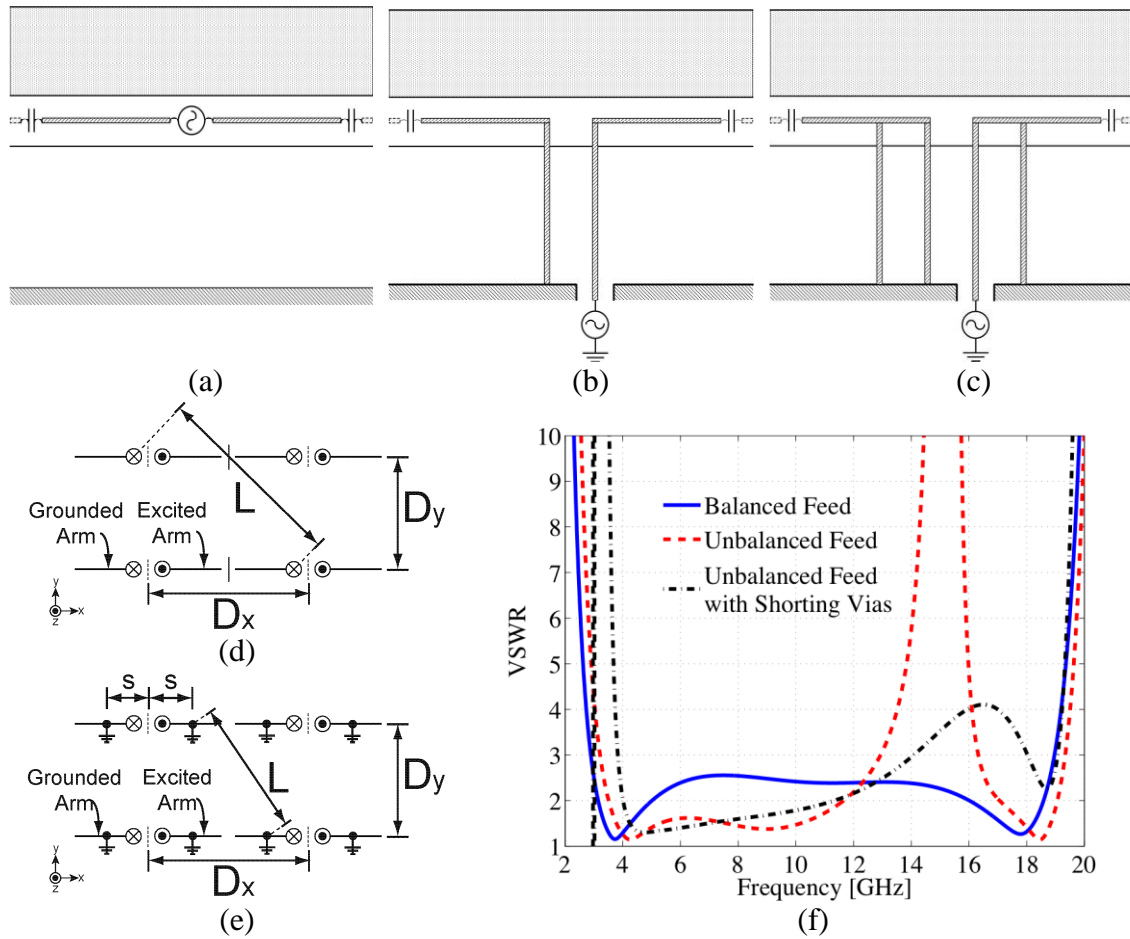 (a)
(b)
(c)
L
Dy
Grounded
Arm
Excited
Arm
Dx
y
z
x
(d)
s
s
L
Dy
Grounded
Arm
Excited
Arm
Dx
y
z
x
(e)
10
9
8
7
6
5
4
3
2
1
VSWR
Balanced Feed
Unbalanced Feed
Unbalanced Feed
with Shorting Vias
2 4 6 8 10 12 14 16 18 20
Frequency [GHz]
(f)